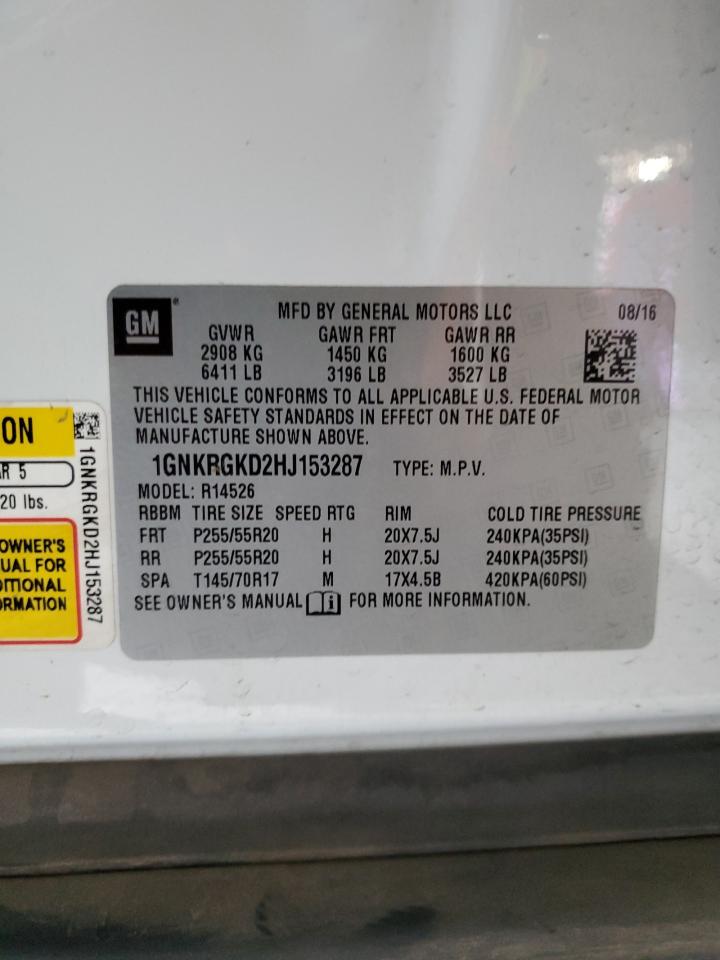 GM
MFD BY GENERAL MOTORS LLC 08/16
GVWR GAWR FRT GAWR RR
2908 KG 1450 KG 1600 KG
6411 LB 3196 LB 3527 LB
THIS VEHICLE CONFORMS TO ALL APPLICABLE U.S. FEDERAL MOTOR
VEHICLE SAFETY STANDARDS IN EFFECT ON THE DATE OF
MANUFACTURE SHOWN ABOVE.
1GNKRGKD2HJ153287 TYPE: M.P.V.
MODEL: R14526
RBBM TIRE SIZE SPEED RTG RIM COLD TIRE PRESSURE
FRT P255/55R20 H 20X7.5J 240KPA(35PSI)
RR P255/55R20 H 20X7.5J 240KPA(35PSI)
SPA T145/70R17 M 17X4.5B 420KPA(60PSI)
SEE OWNER'S MANUAL i FOR MORE INFORMATION.
ON
AR 5
20 lbs.
OWNER'S
UAL FOR
DITIONAL
ORMATION
1GNKRGKD2HJ153287